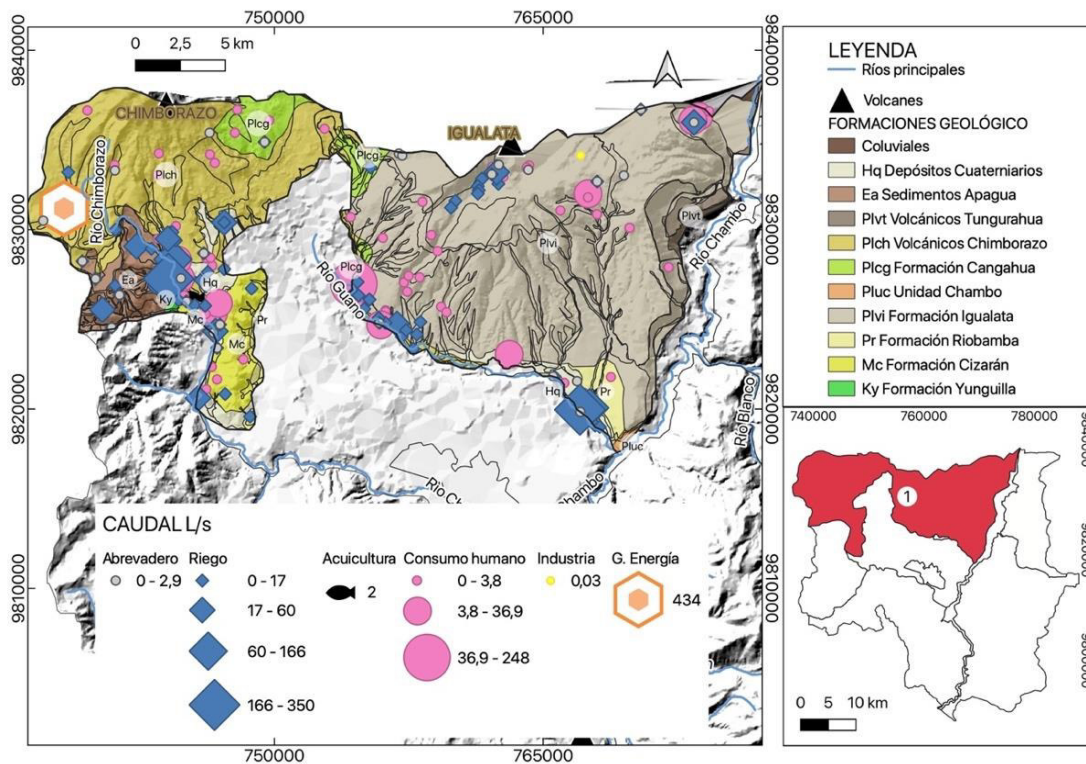 750000
765000
9840000
9840000
0 2,5 5 km
CHIMBORAZO
IGUALATA
Plcg
Plcg
Plch
Río Chimborazo
Plvt
Plvi
9830000
9830000
Río Chambo
Ea
Hq
Plcg
Río Guano
Ky
Mc
Pr
Mc
Hq
Pr
9820000
9820000
Pluc
Río Blanco
9810000
9810000
CAUDAL L/s
Abrevadero
0 - 2,9
Riego
0 - 17
17 - 60
60 - 166
166 - 350
Acuicultura
2
Consumo humano
0 - 3,8
3,8 - 36,9
36,9 - 248
Industria
0,03
G. Energía
434
750000
765000
LEYENDA
Ríos principales
Volcanes
FORMACIONES GEOLÓGICO
Coluviales
Hq Depósitos Cuaterniarios
Ea Sedimentos Apagua
Plvt Volcánicos Tungurahua
Plch Volcánicos Chimborazo
Plcg Formación Cangahua
Pluc Unidad Chambo
Plvi Formación Igualata
Pr Formación Riobamba
Mc Formación Cizarán
Ky Formación Yunguilla
740000
760000
780000
1
0 5 10 km